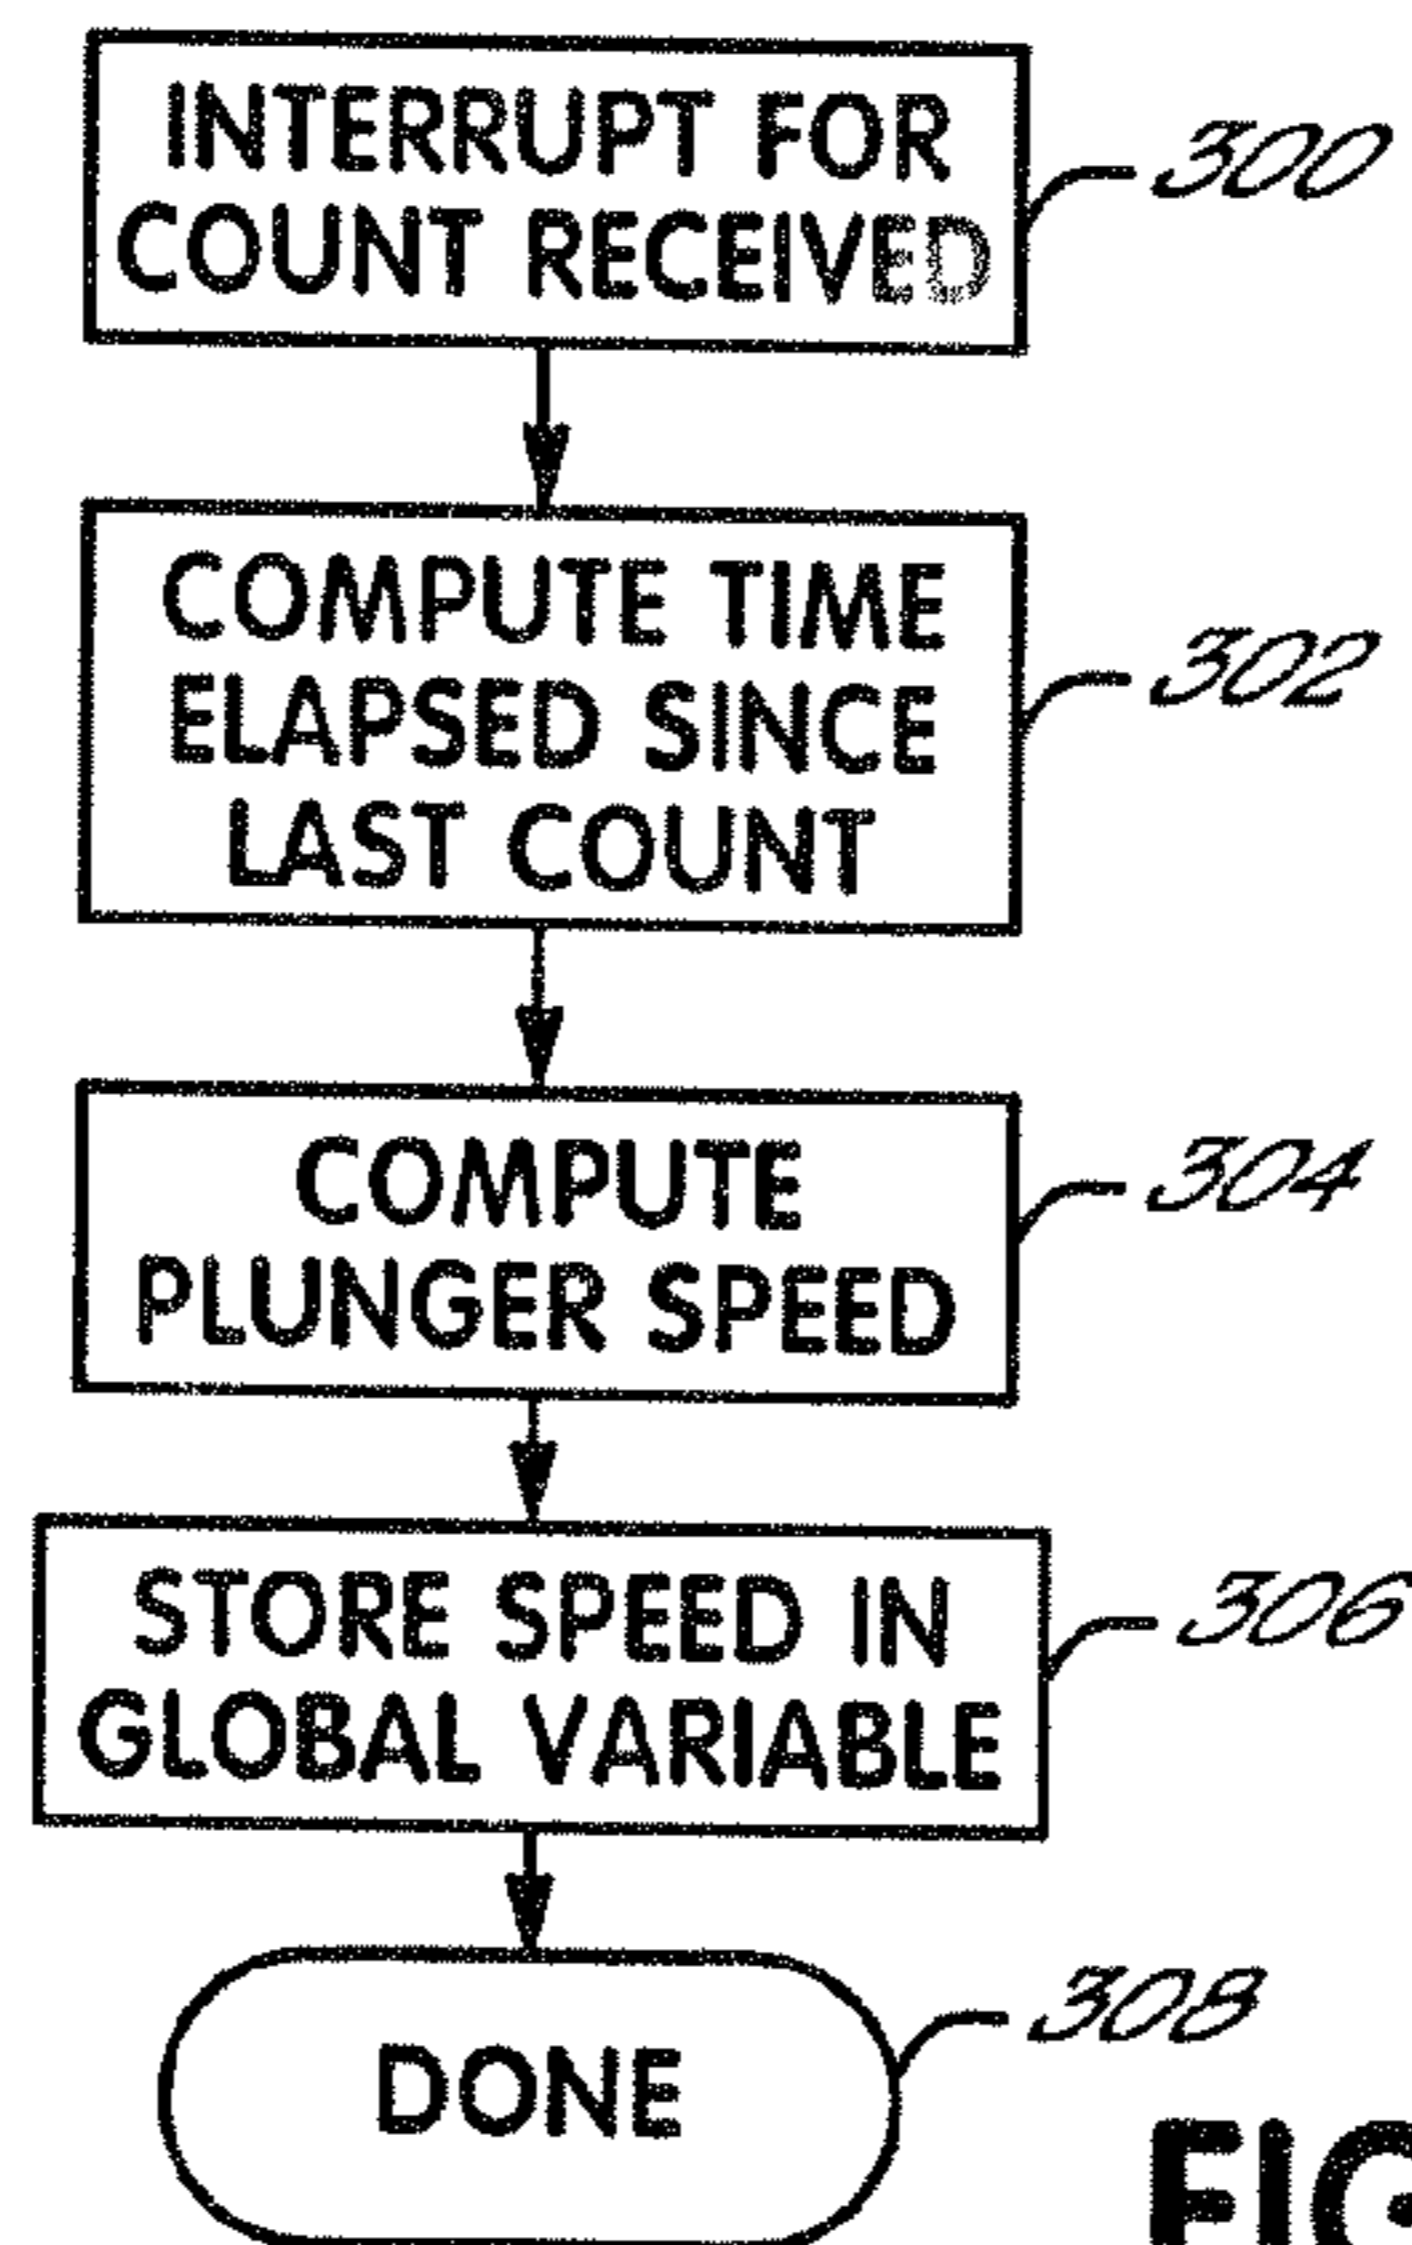 INTERRUPT FOR
COUNT RECEIVED
300
COMPUTE TIME
ELAPSED SINCE
LAST COUNT
302
COMPUTE
PLUNGER SPEED
304
STORE SPEED IN
GLOBAL VARIABLE
306
DONE
308